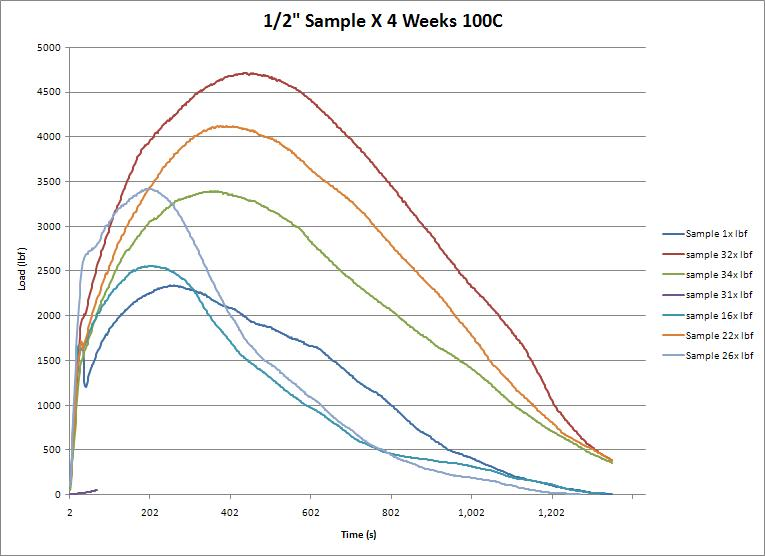 1/2" Sample X 4 Weeks 100C
5000
4500
4000
3500
3000
2500
2000
1500
1000
500
0
Load (lbf)
2
202
402
602
802
1,002
1,202
Time (s)
Sample 1x lbf
sample 32x lbf
sample 34x lbf
sample 31x lbf
sample 16x lbf
Sample 22x lbf
Sample 26x lbf